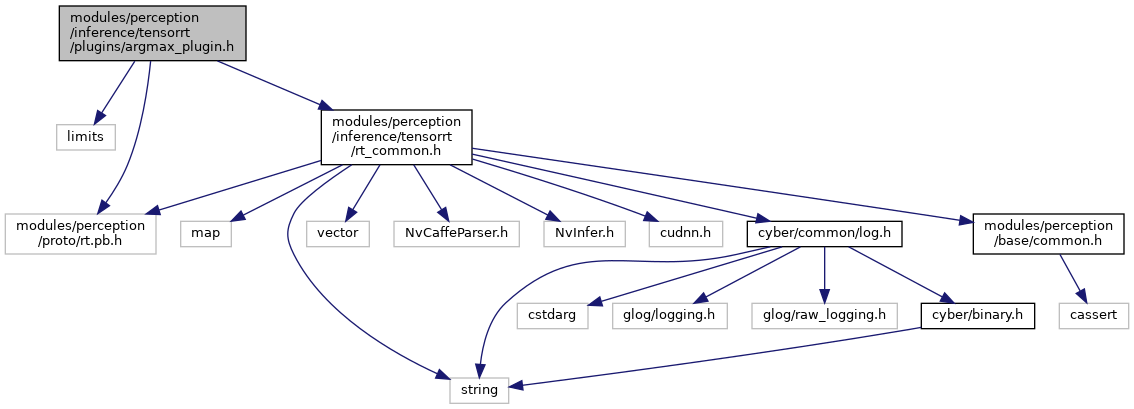 modules/perception
/inference/tensorrt
/plugins/argmax_plugin.h
limits
modules/perception
/inference/tensorrt
/rt_common.h
modules/perception
/proto/rt.pb.h
map
vector
NvCaffeParser.h
NvInfer.h
cudnn.h
cyber/common/log.h
modules/perception
/base/common.h
cstdarg
glog/logging.h
glog/raw_logging.h
cyber/binary.h
cassert
string